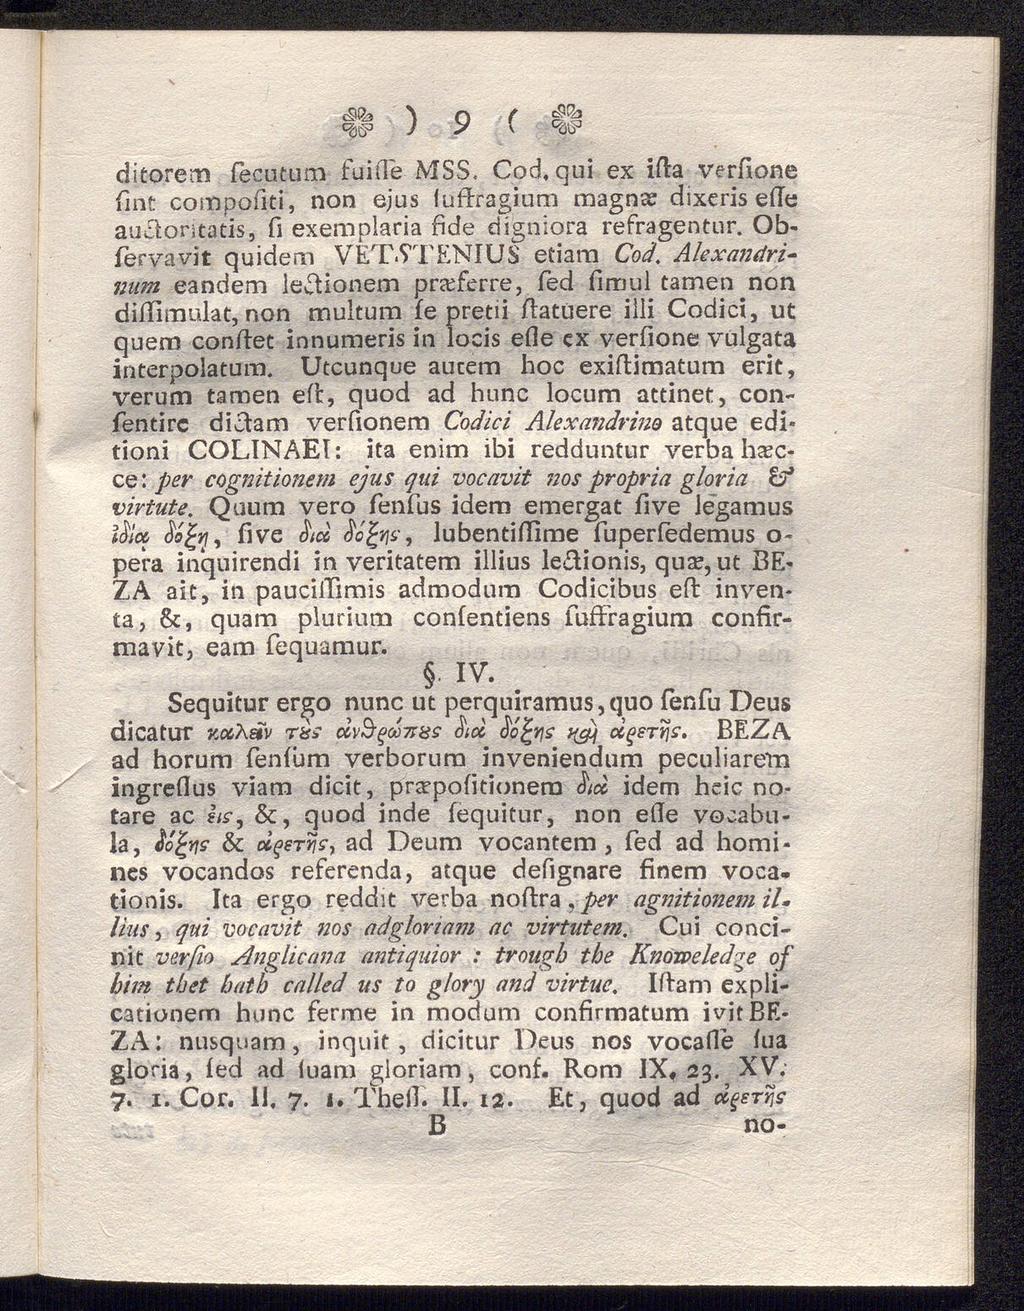 ) 9 (
ditorem ſecutum fuiſſe MSS. Cod. qui ex iſta verſione
ſint compoſiti, non ejus ſuffragium magnæ dixeris eſſe
auctoritatis, ſi exemplaria fide digniora refragentur. Ob-
ſervavit quidem VETSTENIUS etiam Cod. Alexandri-
num eandem lectionem præferre, ſed ſimul tamen non
diſſimulat, non multum ſe pretii ſtatuere illi Codici, ut
quem conſtet innumeris in locis eſſe ex verſione vulgata
interpolatum. Utcunque autem hoc exiſtimatum erit,
verum tamen eſt, quod ad hunc locum attinet, con-
ſentire dictam verſionem Codici Alexandrino atque edi-
tioni COLINAEI: ita enim ibi redduntur verba hæc-
ce: per cognitionem ejus qui vocavit nos propria gloria &
virtute. Quum vero ſenſus idem emergat ſive legamus
ἰδίᾳ δόξῃ, ſive διὰ δόξης, lubentiſſime ſuperſedemus o-
pera inquirendi in veritatem illius lectionis, quæ, ut BE-
ZA ait, in pauciſſimis admodum Codicibus eſt inven-
ta, &, quam plurium conſentiens ſuffragium confir-
mavit, eam ſequamur.
§. IV.
Sequitur ergo nunc ut perquiramus, quo ſenſu Deus
dicatur καλεῖν τȣ̀ς ἀνθρώπȣς διὰ δόξης ϗ ἀρετῆς. BEZA
ad horum ſenſum verborum inveniendum peculiarem
ingreſſus viam dicit, præpoſitionem διὰ idem heic no-
tare ac ἐις, &, quod inde ſequitur, non eſſe vocabu-
la, δόξης & ἀρετῆς, ad Deum vocantem, ſed ad homi-
nes vocandos referenda, atque deſignare finem voca-
tionis. Ita ergo reddit verba noſtra, per agnitionem il-
lius, qui vocavit nos adgloriam ac virtutem. Cui conci-
nit verſio Anglicana antiquior: trough the Knoweledge of
him thet hath called us to glory and virtue. Iſtam expli-
cationem hunc ferme in modum confirmatum ivit BE-
ZA: nusquam, inquit, dicitur Deus nos vocaſſe ſua
gloria, ſed ad ſuam gloriam, conf. Rom IX. 23. XV.
7. 1. Cor. II. 7. 1. Theſſ. II. 12. Et, quod ad ἀρετῆς
B no-